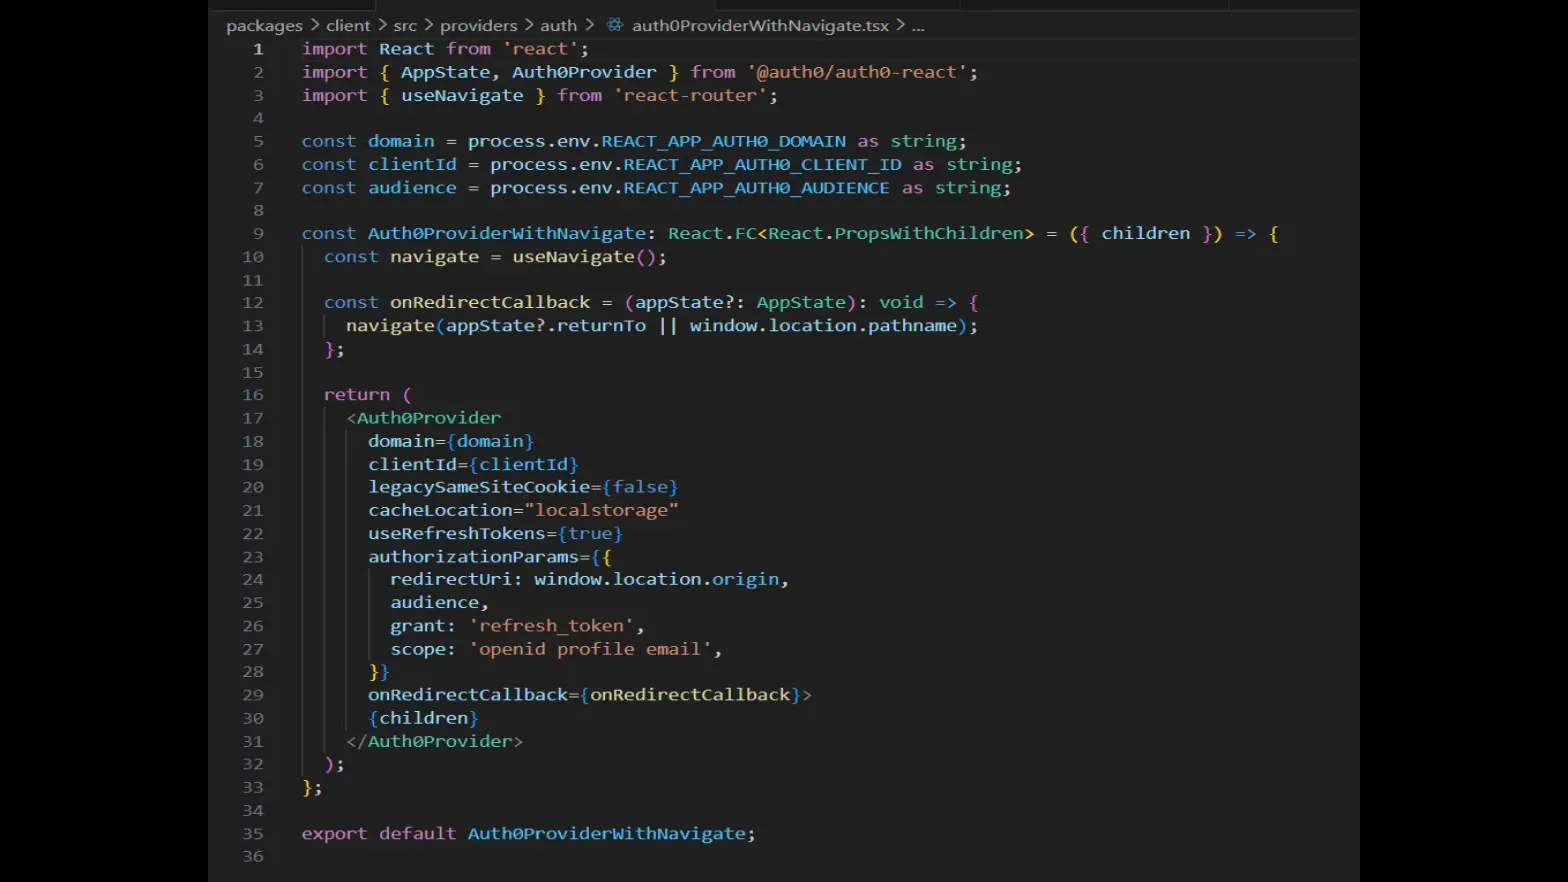 packages > client > src > providers > auth > auth0ProviderWithNavigate.tsx > ...
1 import React from 'react';
2 import { AppState, Auth0Provider } from '@auth0/auth0-react';
3 import { useNavigate } from 'react-router';
4
5 const domain = process.env.REACT_APP_AUTH0_DOMAIN as string;
6 const clientId = process.env.REACT_APP_AUTH0_CLIENT_ID as string;
7 const audience = process.env.REACT_APP_AUTH0_AUDIENCE as string;
8
9 const Auth0ProviderWithNavigate: React.FC<React.PropsWithChildren> = ({ children }) => {
10   const navigate = useNavigate();
11
12   const onRedirectCallback = (appState?: AppState): void => {
13     navigate(appState?.returnTo || window.location.pathname);
14   };
15
16   return (
17     <Auth0Provider
18       domain={domain}
19       clientId={clientId}
20       legacySameSiteCookie={false}
21       cacheLocation="localstorage"
22       useRefreshTokens={true}
23       authorizationParams={{
24         redirectUri: window.location.origin,
25         audience,
26         grant: 'refresh_token',
27         scope: 'openid profile email',
28       }}
29       onRedirectCallback={onRedirectCallback}>
30       {children}
31     </Auth0Provider>
32   );
33 };
34
35 export default Auth0ProviderWithNavigate;
36